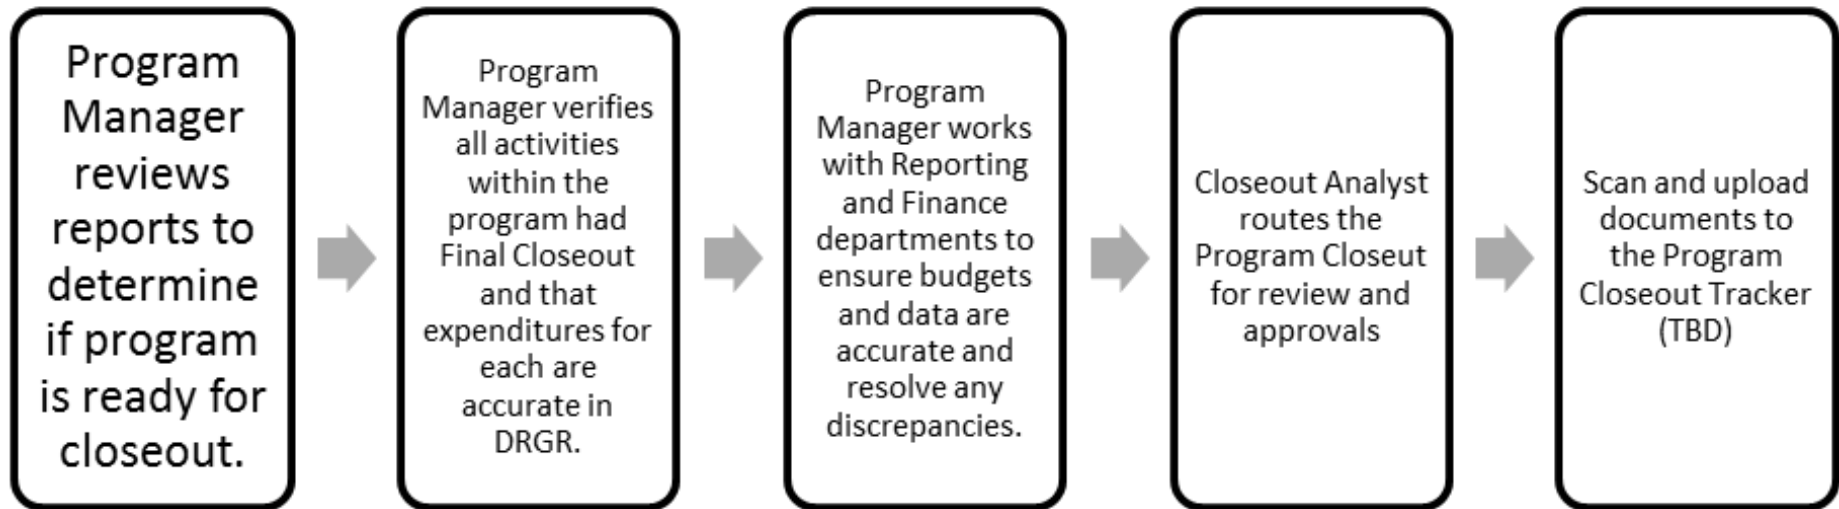 Program
Manager
reviews
reports to
determine
if program
is ready for
closeout.
Program
Manager verifies
all activities
within the
program had
Final Closeout
and that
expenditures for
each are
accurate in
DRGR.
Program
Manager works
with Reporting
and Finance
departments to
ensure budgets
and data are
accurate and
resolve any
discrepancies.
Closeout Analyst
routes the
Program Closeut
for review and
approvals
Scan and upload
documents to
the Program
Closeout Tracker
(TBD)